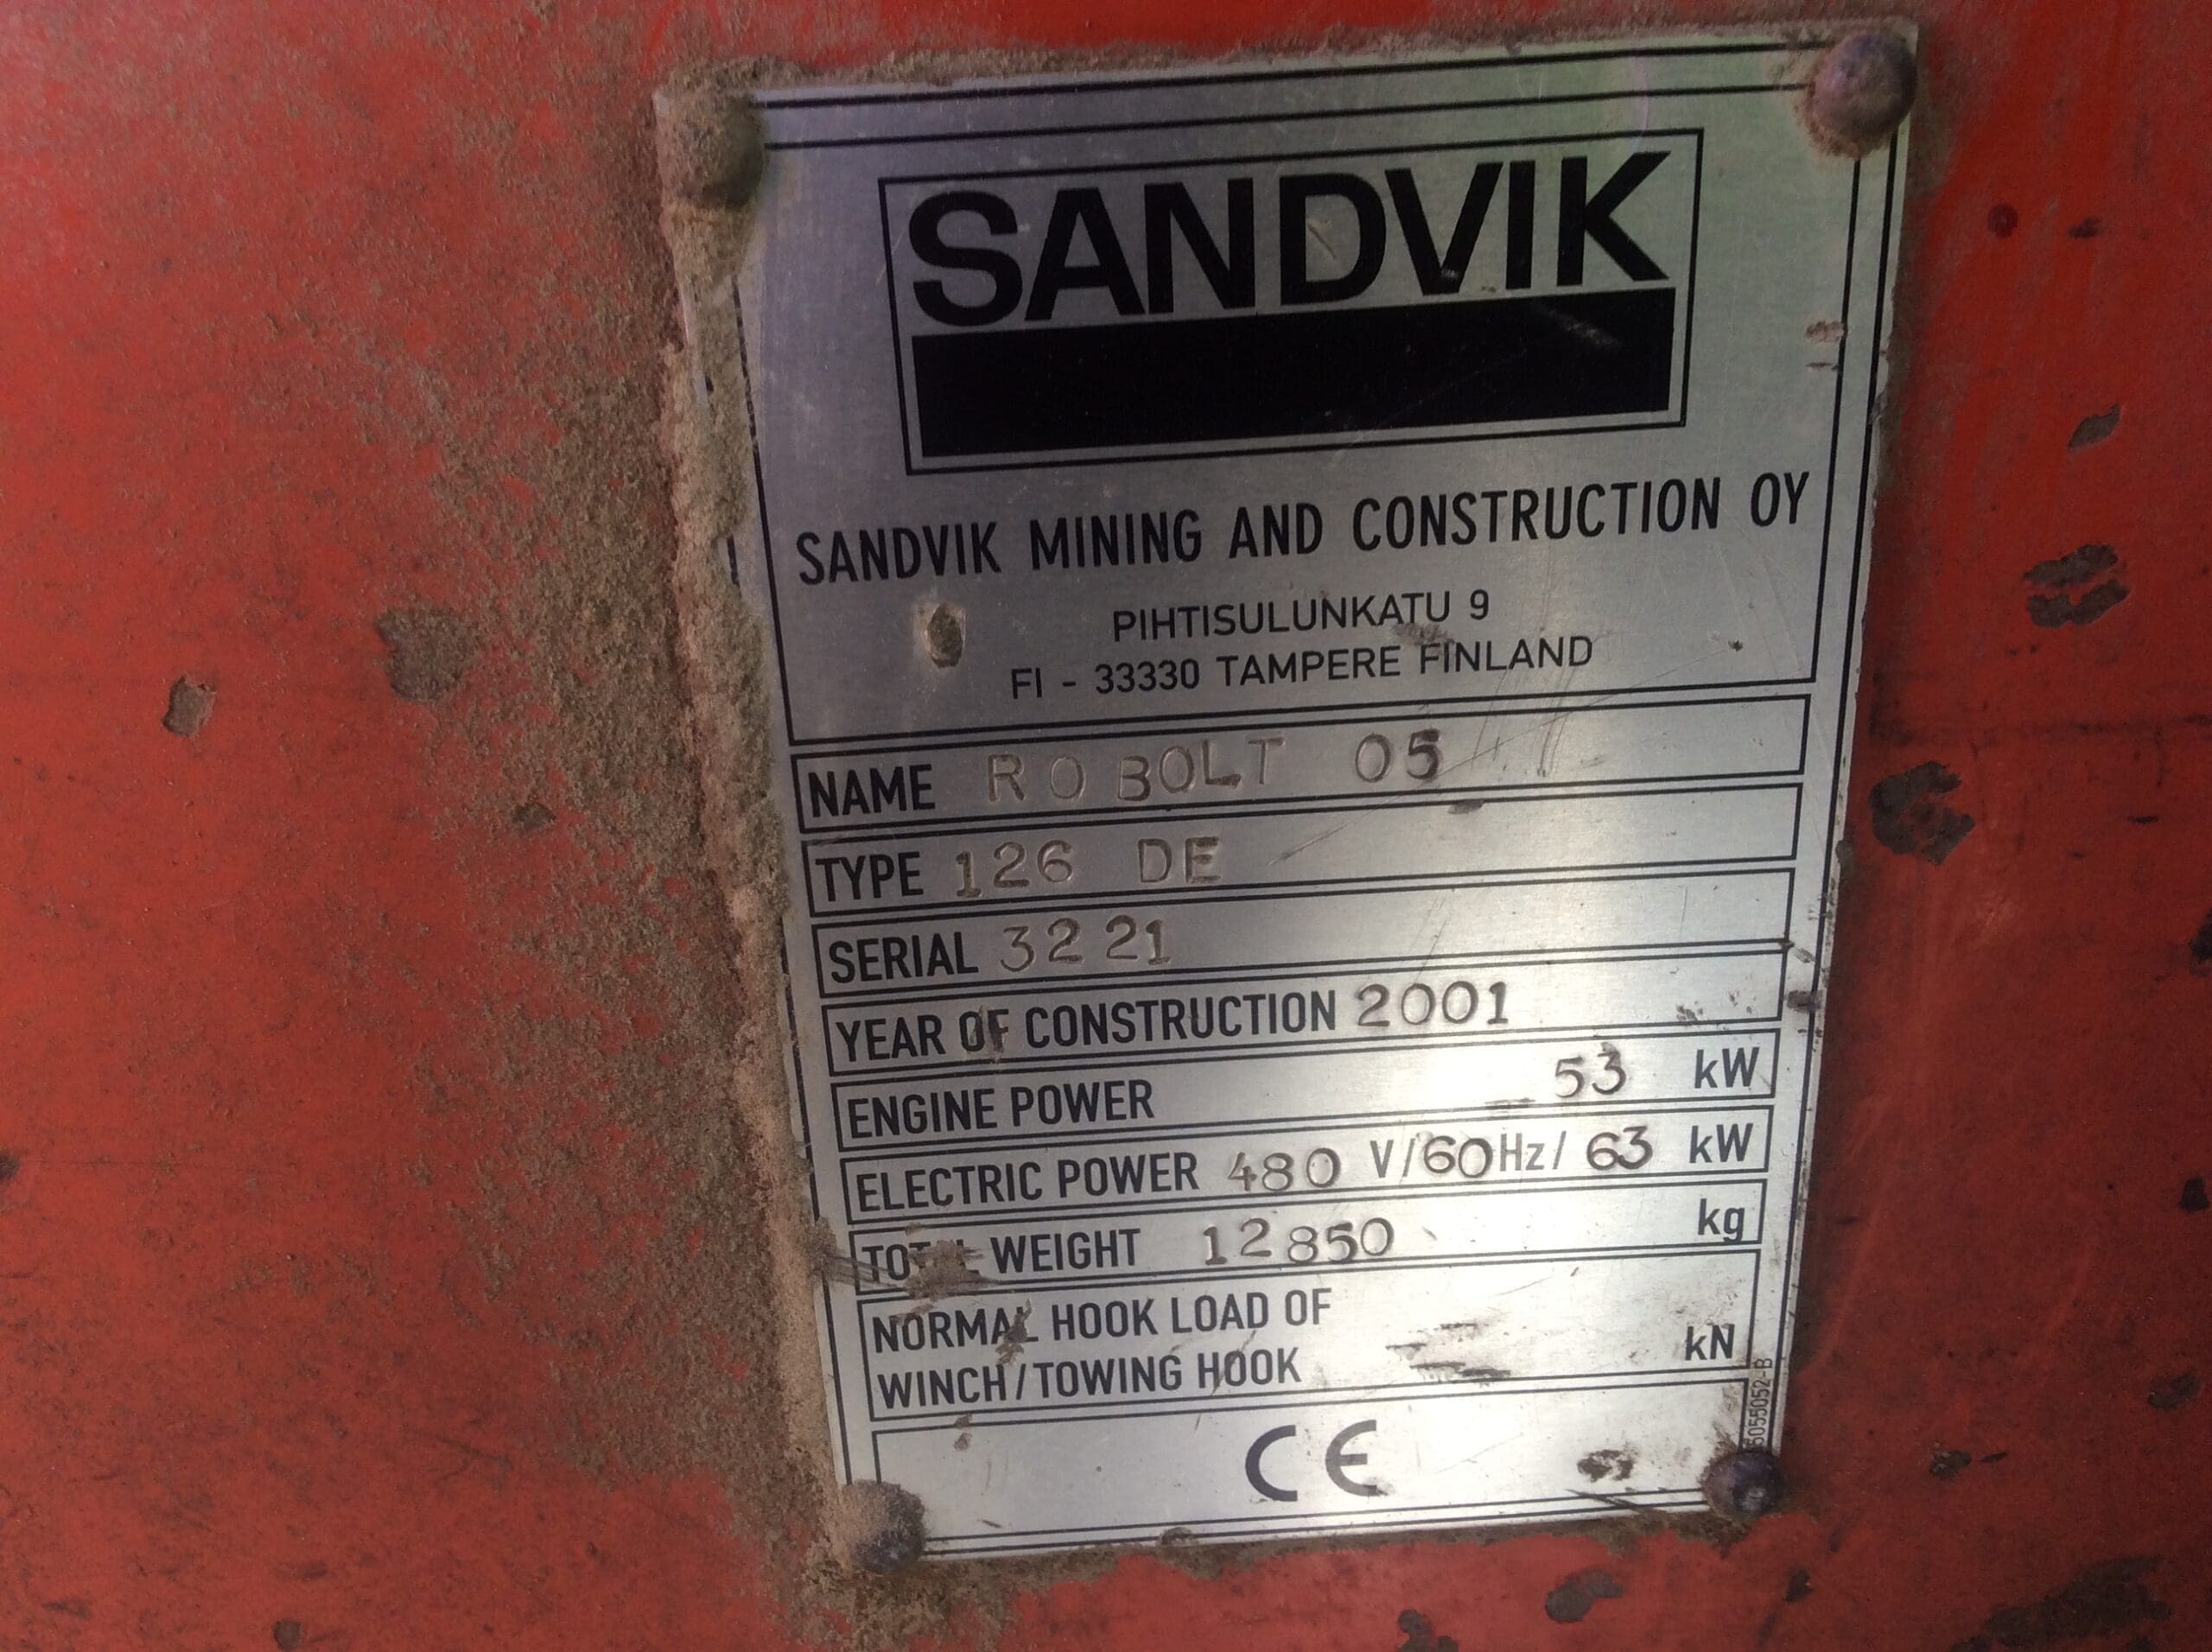 SANDVIK
SANDVIK MINING AND CONSTRUCTION OY
PIHTISULUNKATU 9
FI - 33330 TAMPERE FINLAND
NAME ROBOLT 05
TYPE 126 DE
SERIAL 3221
YEAR OF CONSTRUCTION 2001
ENGINE POWER 53 kW
ELECTRIC POWER 480 V/60Hz/ 63 kW
TOTAL WEIGHT 12850 kg
NORMAL HOOK LOAD OF
WINCH/TOWING HOOK kN
CE